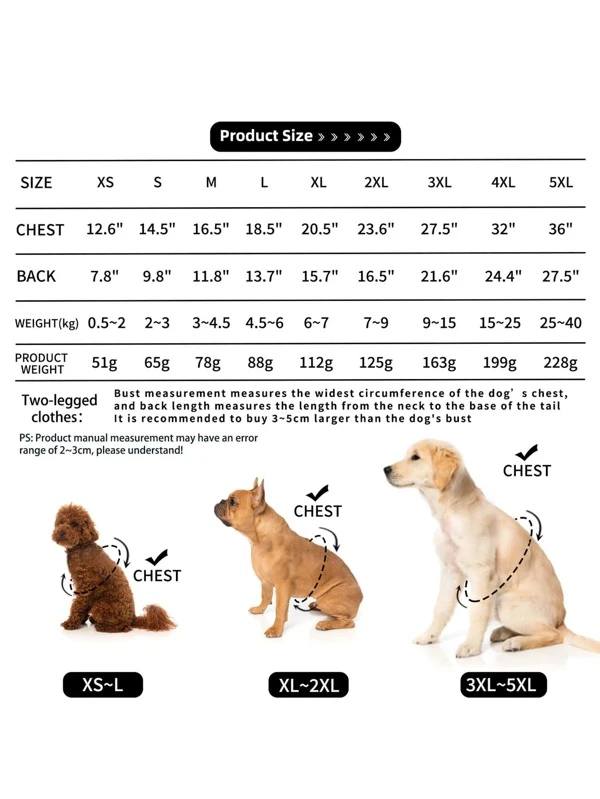 Product Size » » » » » »
SIZE XS S M L XL 2XL 3XL 4XL 5XL
CHEST 12.6" 14.5" 16.5" 18.5" 20.5" 23.6" 27.5" 32" 36"
BACK 7.8" 9.8" 11.8" 13.7" 15.7" 16.5" 21.6" 24.4" 27.5"
WEIGHT(kg) 0.5~2 2~3 3~4.5 4.5~6 6~7 7~9 9~15 15~25 25~40
PRODUCT WEIGHT 51g 65g 78g 88g 112g 125g 163g 199g 228g
Two-legged clothes:
Bust measurement measures the widest circumference of the dog's chest,
and back length measures the length from the neck to the base of the tail
It is recommended to buy 3~5cm larger than the dog's bust
PS: Product manual measurement may have an error
range of 2~3cm, please understand!
CHEST
CHEST
CHEST
XS~L
XL~2XL
3XL~5XL